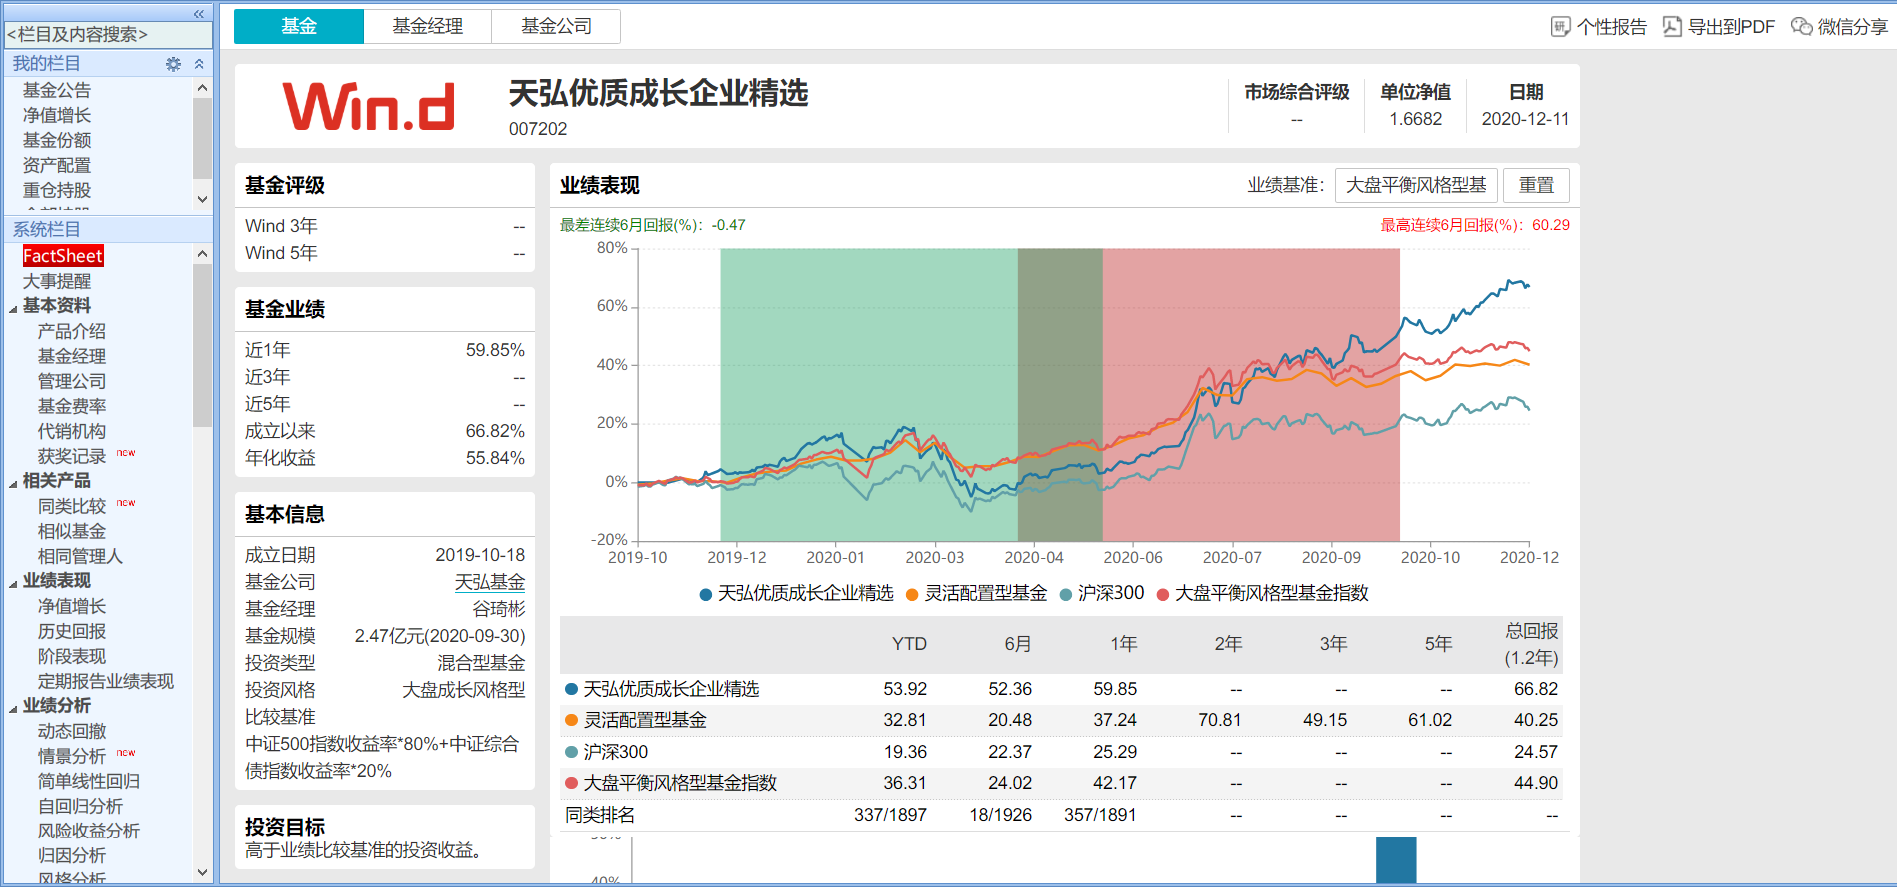 <栏目及内容搜索>
我的栏目
基金公告
净值增长
基金份额
资产配置
重仓持股
系统栏目
FactSheet
大事提醒
基本资料
产品介绍
基金经理
管理公司
基金费率
代销机构
获奖记录 new
相关产品
同类比较 new
相似基金
相同管理人
业绩表现
净值增长
历史回报
阶段表现
定期报告业绩表现
业绩分析
动态回撤
情景分析 new
简单线性回归
自回归分析
风险收益分析
归因分析
风格分析
基金 基金经理 基金公司
个性报告 导出到PDF 微信分享
Win.d
天弘优质成长企业精选
007202
市场综合评级 单位净值 日期
-- 1.6682 2020-12-11
基金评级
Wind 3年 --
Wind 5年 --
基金业绩
近1年 59.85%
近3年 --
近5年 --
成立以来 66.82%
年化收益 55.84%
基本信息
成立日期 2019-10-18
基金公司 天弘基金
基金经理 谷琦彬
基金规模 2.47亿元(2020-09-30)
投资类型 混合型基金
投资风格 大盘成长风格型
比较基准
中证500指数收益率*80%+中证综合
债指数收益率*20%
投资目标
高于业绩比较基准的投资收益。
业绩表现
业绩基准： 大盘平衡风格型基 重置
最差连续6月回报(%)： -0.47
最高连续6月回报(%)： 60.29
80%
60%
40%
20%
0%
-20%
2019-10 2019-12 2020-01 2020-03 2020-04 2020-06 2020-07 2020-09 2020-10 2020-12
天弘优质成长企业精选 灵活配置型基金 沪深300 大盘平衡风格型基金指数
YTD 6月 1年 2年 3年 5年 总回报
(1.2年)
天弘优质成长企业精选 53.92 52.36 59.85 -- -- -- 66.82
灵活配置型基金 32.81 20.48 37.24 70.81 49.15 61.02 40.25
沪深300 19.36 22.37 25.29 -- -- -- 24.57
大盘平衡风格型基金指数 36.31 24.02 42.17 -- -- -- 44.90
同类排名 337/1897 18/1926 357/1891 -- -- -- --
40%